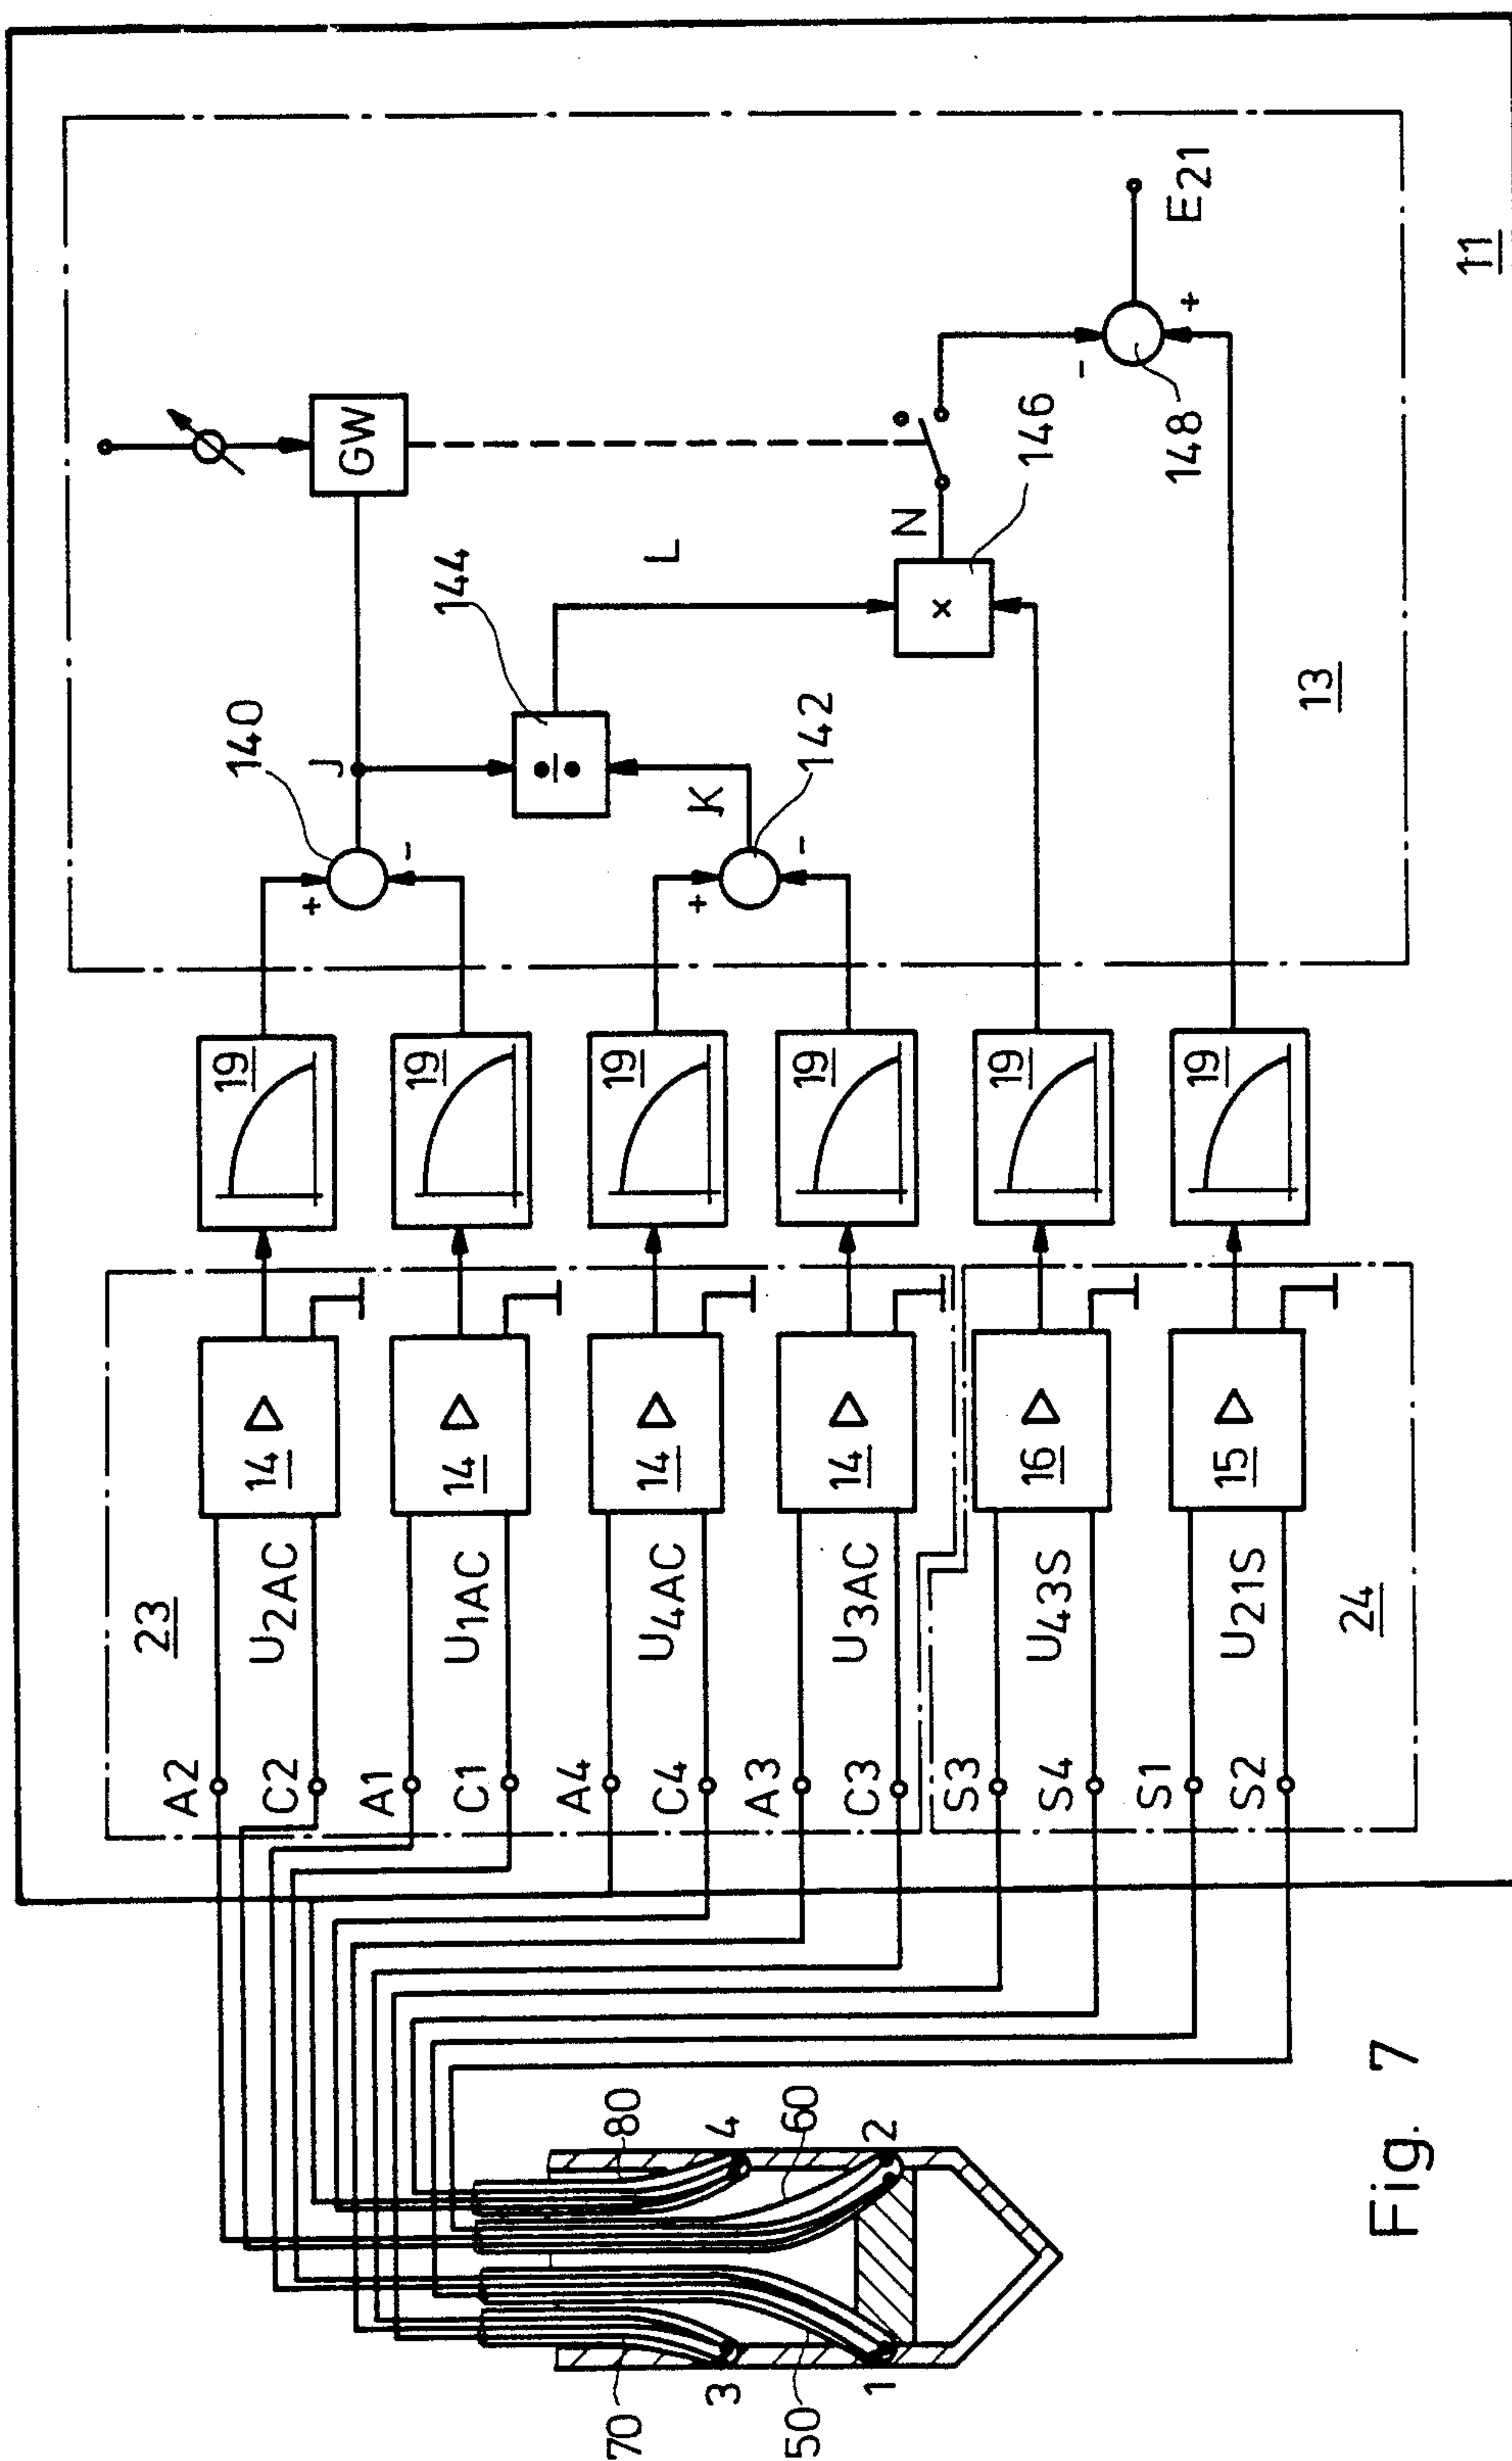 A2
C2
U2AC
23
14
19
140
+
-
J
GW
A1
C1
U1AC
14
19
144
÷
L
A4
C4
U4AC
14
19
K
+
-
142
A3
C3
U3AC
14
19
N
×
146
S3
S4
U43S
16
19
-
+
148
E21
S1
S2
U21S
15
19
24
13
11
70
80
3
4
50
60
1
2
Fig. 7